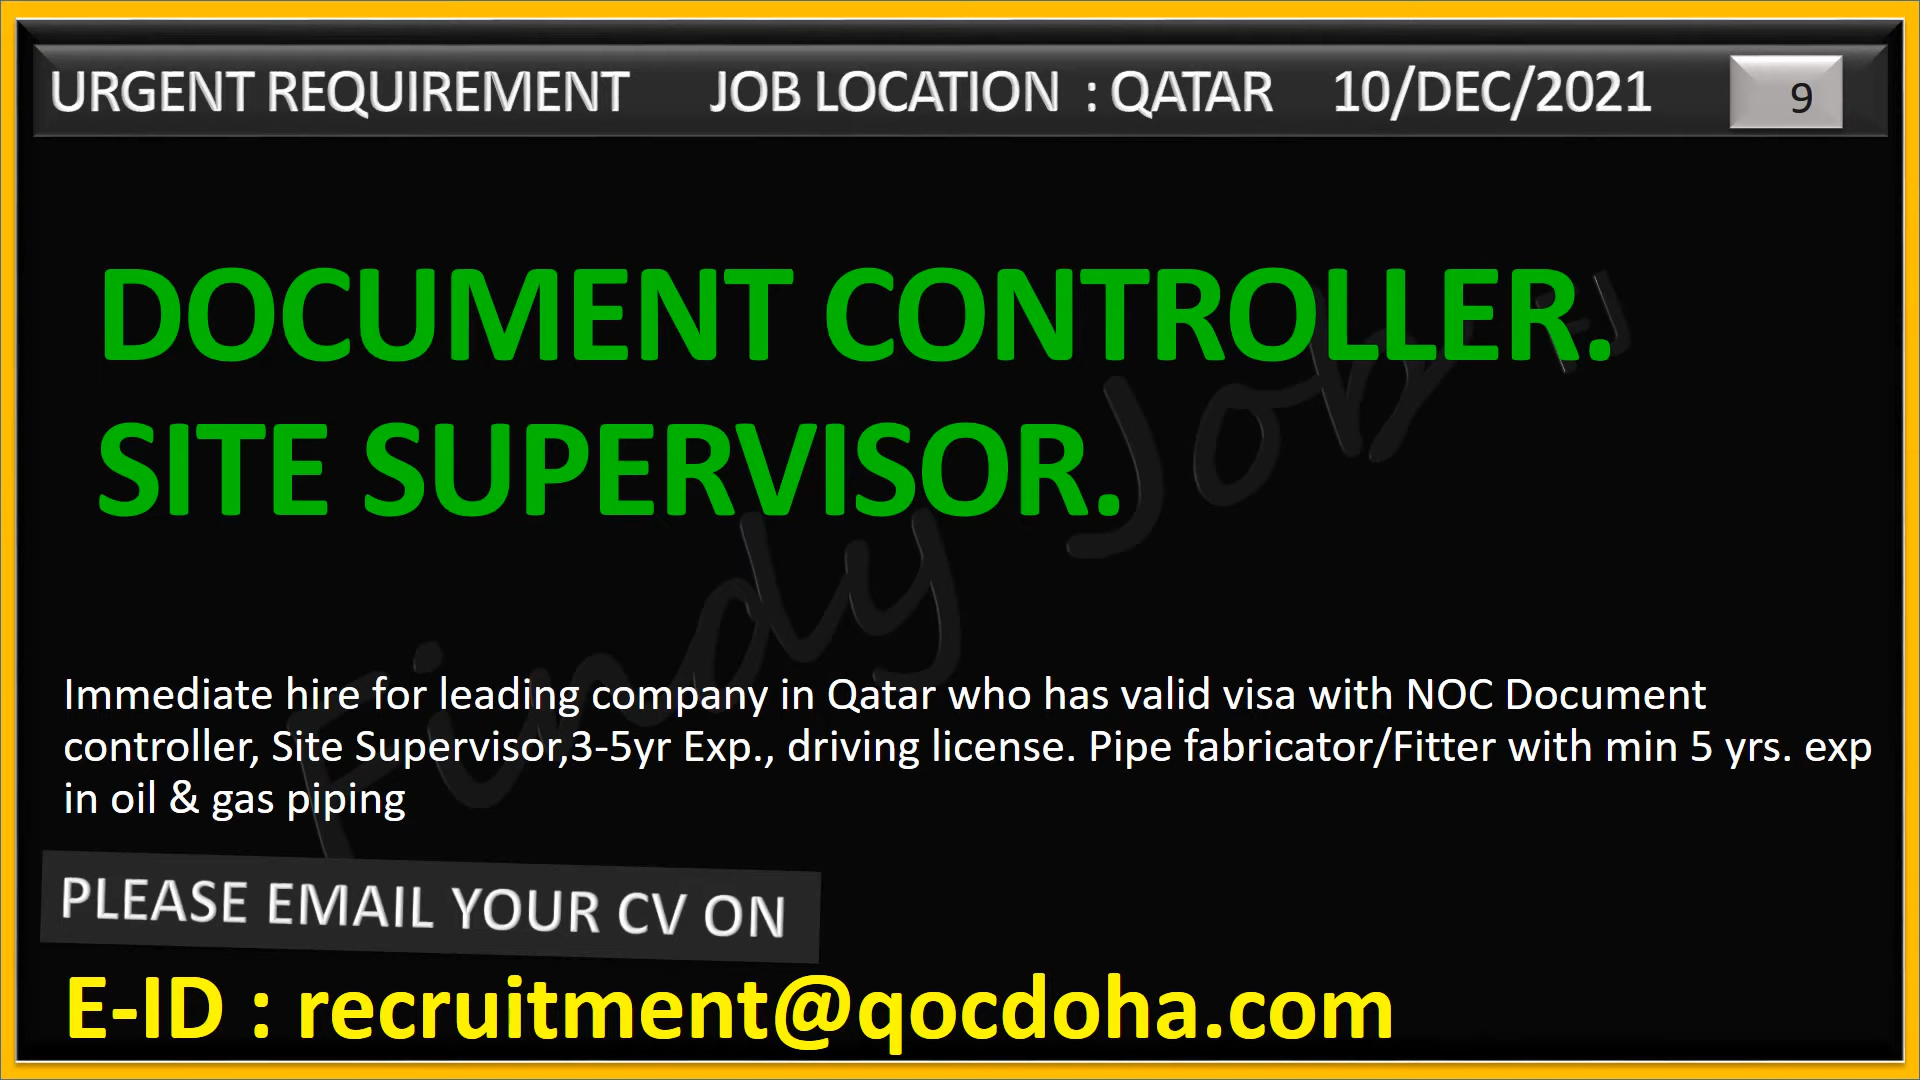 URGENT REQUIREMENT JOB LOCATION : QATAR 10/DEC/2021 9
DOCUMENT CONTROLLER.
SITE SUPERVISOR.
Findy Job
Immediate hire for leading company in Qatar who has valid visa with NOC Document
controller, Site Supervisor,3-5yr Exp., driving license. Pipe fabricator/Fitter with min 5 yrs. exp
in oil & gas piping
PLEASE EMAIL YOUR CV ON
E-ID : recruitment@qocdoha.com